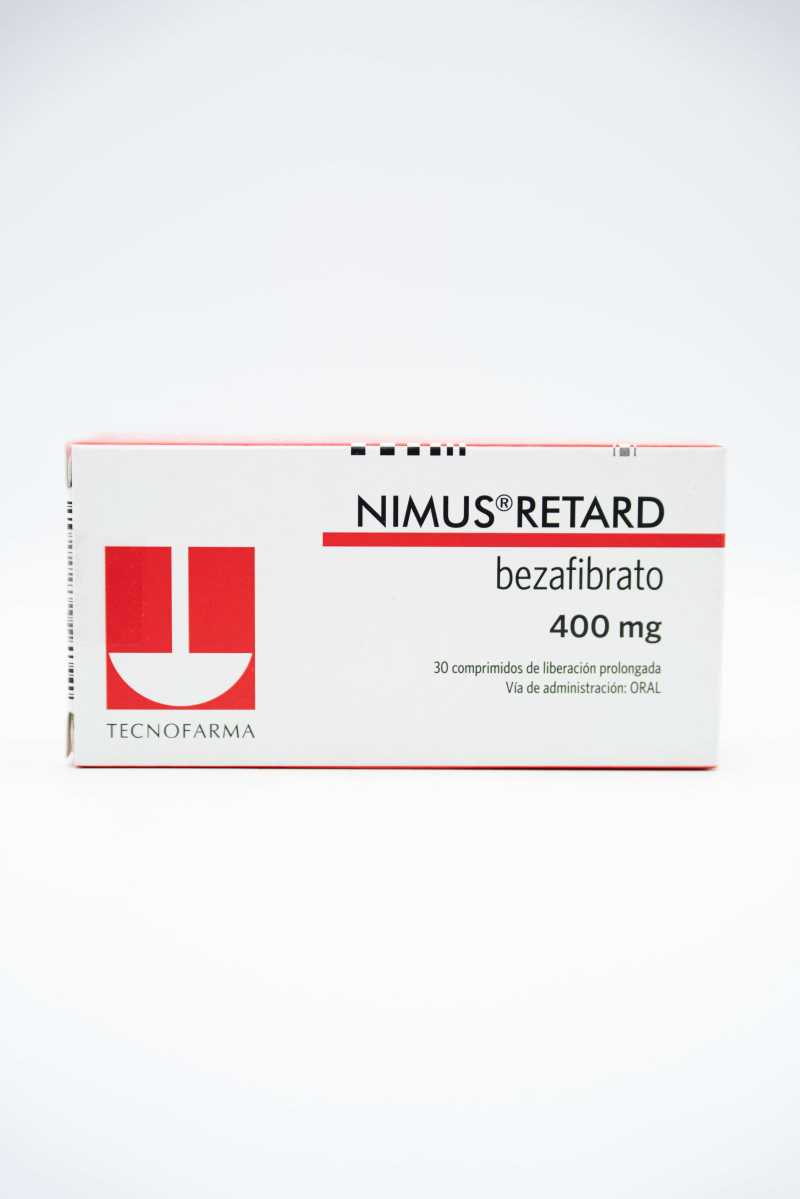 NIMUS® RETARD
bezafibrato
400 mg
30 comprimidos de liberación prolongada
Vía de administración: ORAL
TECNOFARMA